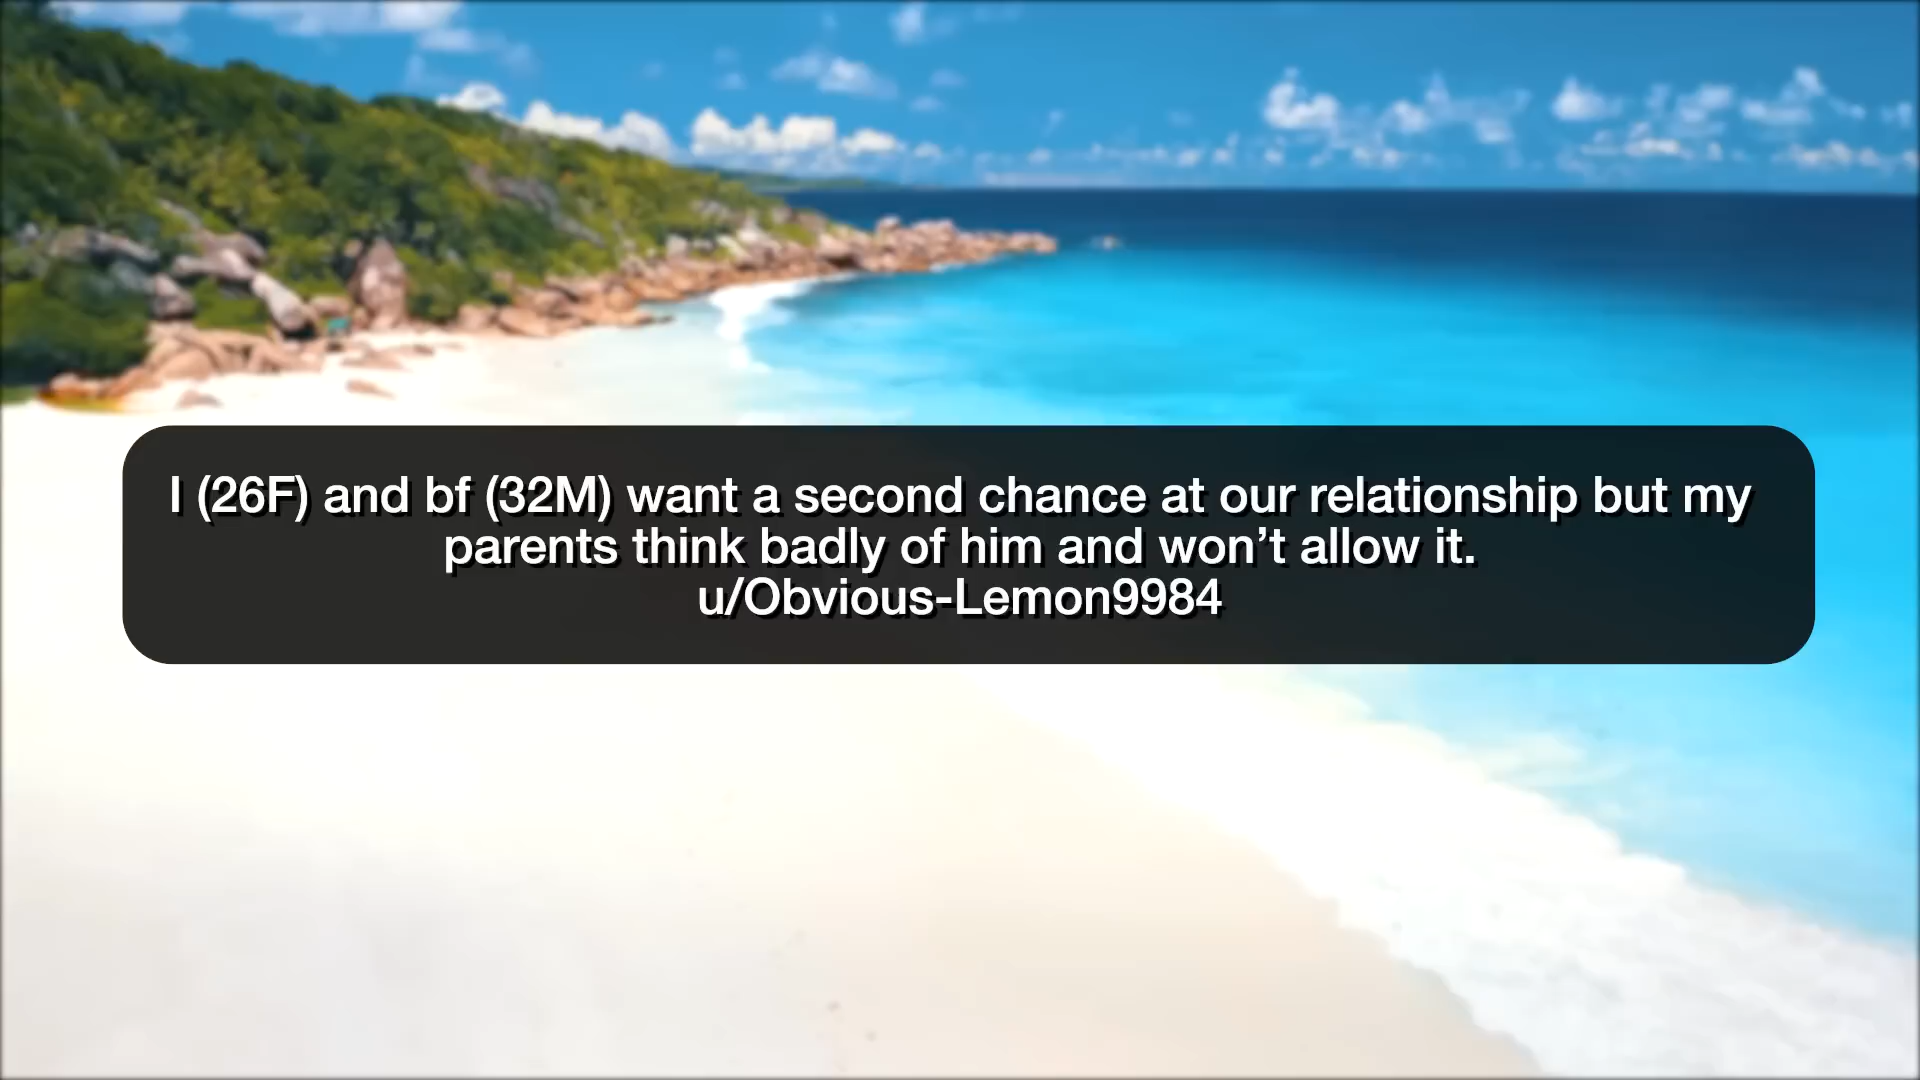 I (26F) and bf (32M) want a second chance at our relationship but my
parents think badly of him and won’t allow it.
u/Obvious-Lemon9984